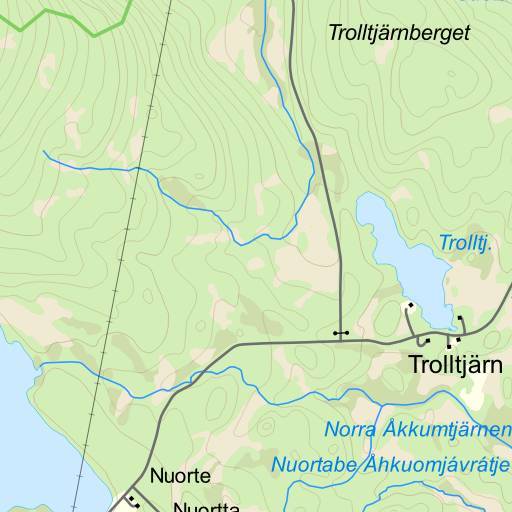 Trolltjärnberget
Trolltj.
Trolltjärn
Norra Åkkumtjärnen
Nuortabe Åhkuomjávrátje
Nuorte
Nuortta